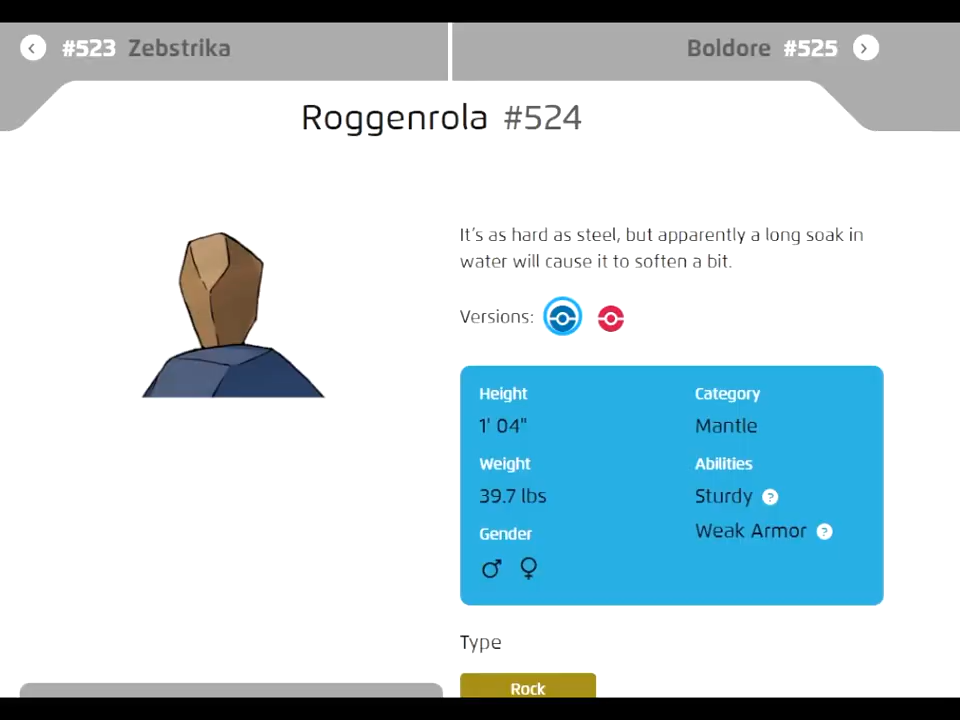 #523 Zebstrika
Boldore #525
Roggenrola #524
It's as hard as steel, but apparently a long soak in
water will cause it to soften a bit.
Versions:
Height
1' 04"
Weight
39.7 lbs
Gender
Category
Mantle
Abilities
Sturdy ?
Weak Armor ?
Type
Rock